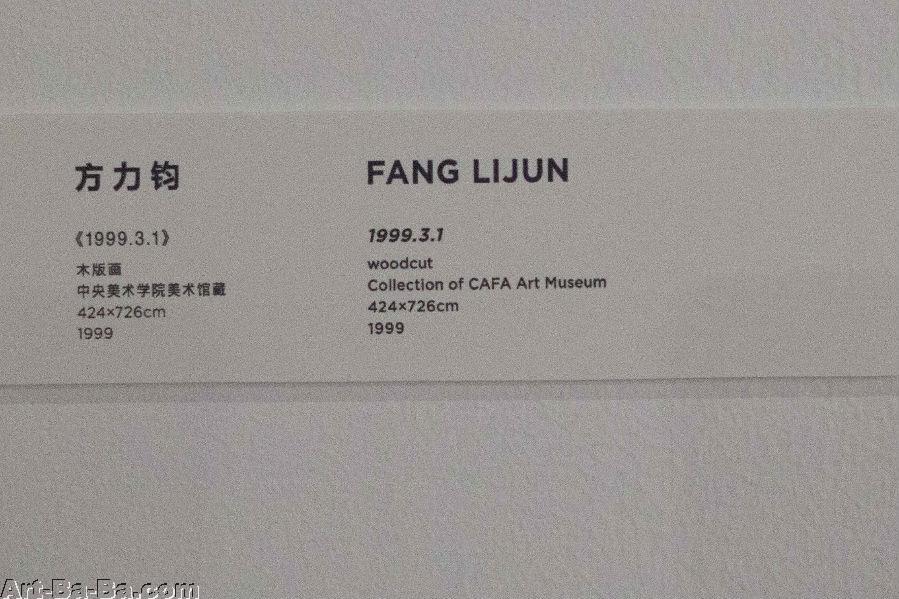 方力钧
《1999.3.1》
木版画
中央美术学院美术馆藏
424×726cm
1999
FANG LIJUN
1999.3.1
woodcut
Collection of CAFA Art Museum
424×726cm
1999
Art-Ba-Ba.com